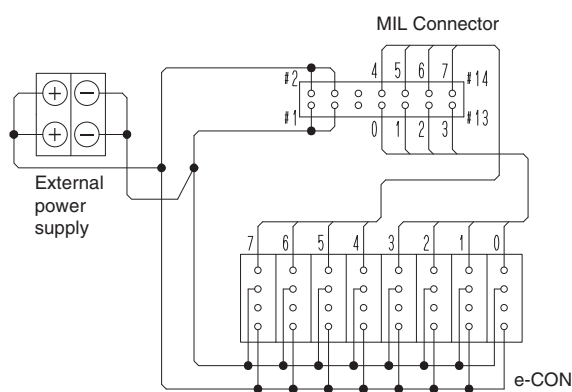 MIL Connector
#2 4 5 6 7 #14
#1 0 1 2 3 #13
+ −
+ −
External
power
supply
7 6 5 4 3 2 1 0
e-CON